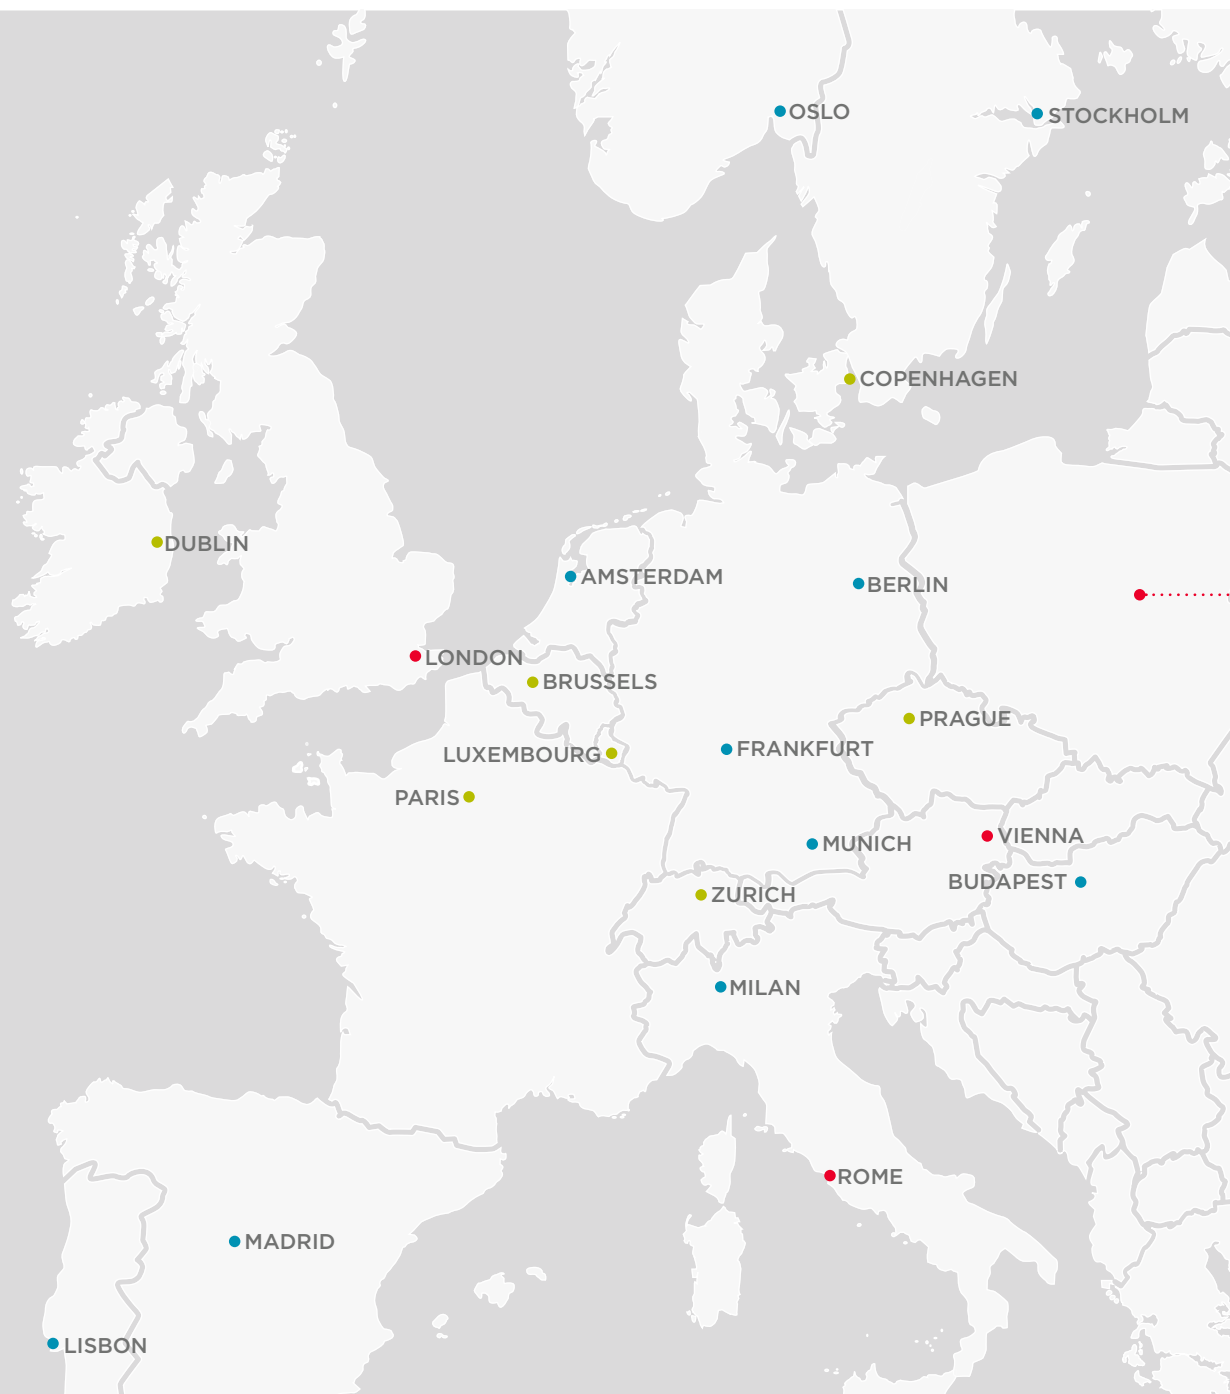 OSLO
STOCKHOLM
COPENHAGEN
DUBLIN
AMSTERDAM
BERLIN
LONDON
BRUSSELS
PRAGUE
LUXEMBOURG
FRANKFURT
PARIS
VIENNA
MUNICH
BUDAPEST
ZURICH
MILAN
ROME
MADRID
LISBON